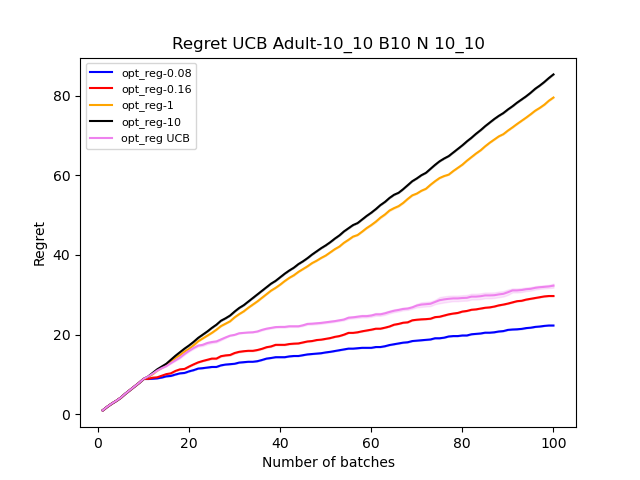 Regret UCB Adult-10_10 B10 N 10_10
opt_reg-0.08
opt_reg-0.16
opt_reg-1
opt_reg-10
opt_reg UCB
Regret
80
60
40
20
0
0 20 40 60 80 100
Number of batches